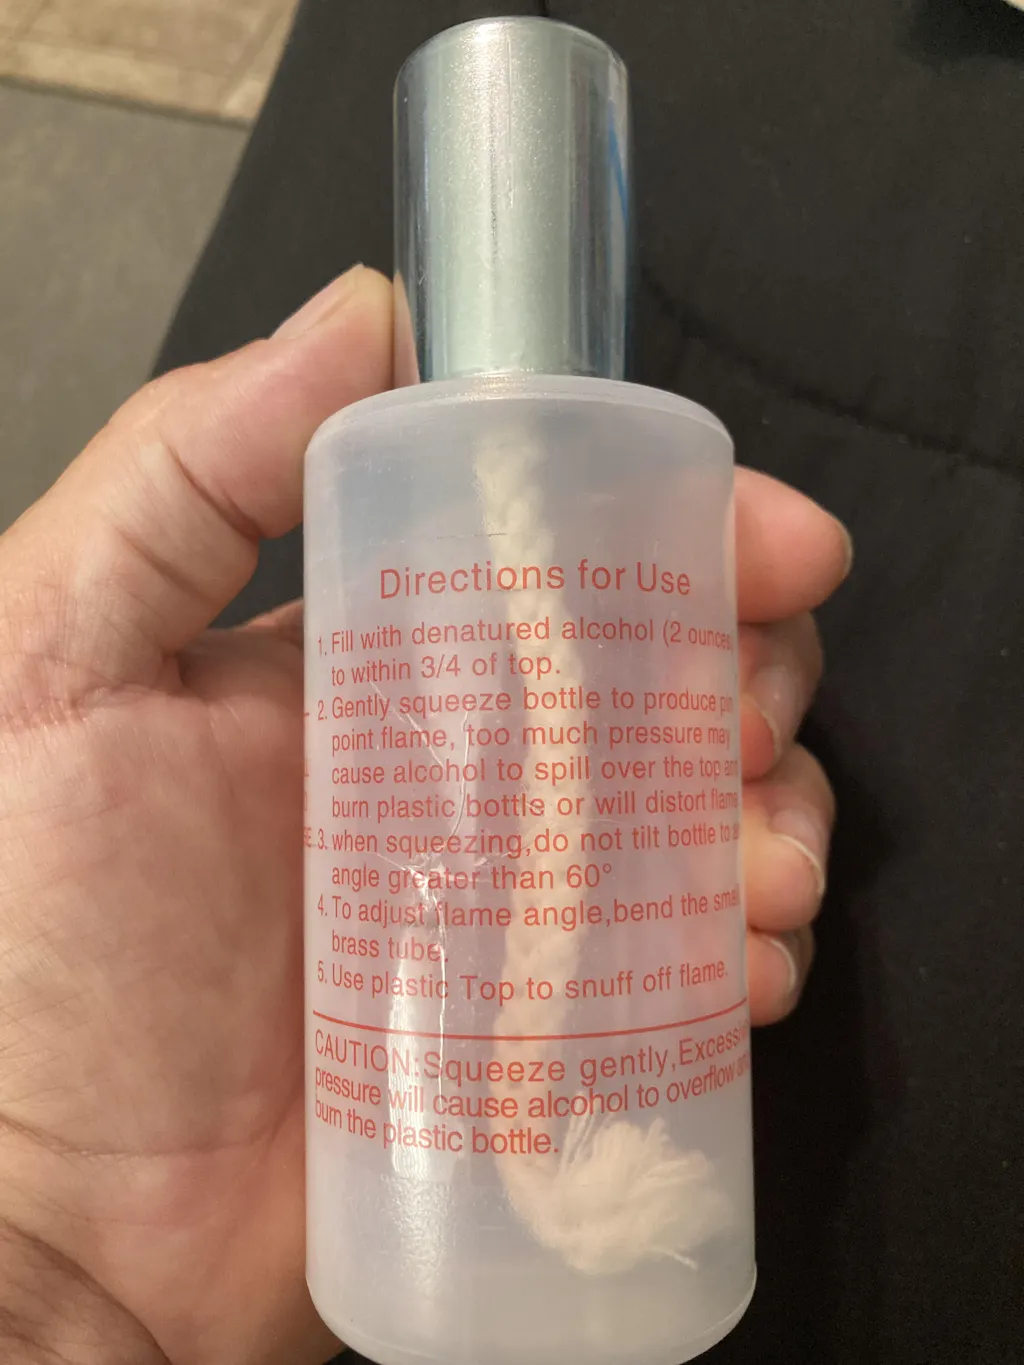 Directions for Use
1. Fill with denatured alcohol (2 ounces
to within 3/4 of top.
2. Gently squeeze bottle to produce
point flame, too much pressure may
cause alcohol to spill over the top
burn plastic bottle or will distort flame
3. when squeezing,do not tilt bottle to
angle greater than 60°
4. To adjust flame angle,bend the
brass tube.
5. Use plastic Top to snuff off flame.
CAUTION:Squeeze gently,
pressure will cause alcohol to overflow
burn the plastic bottle.